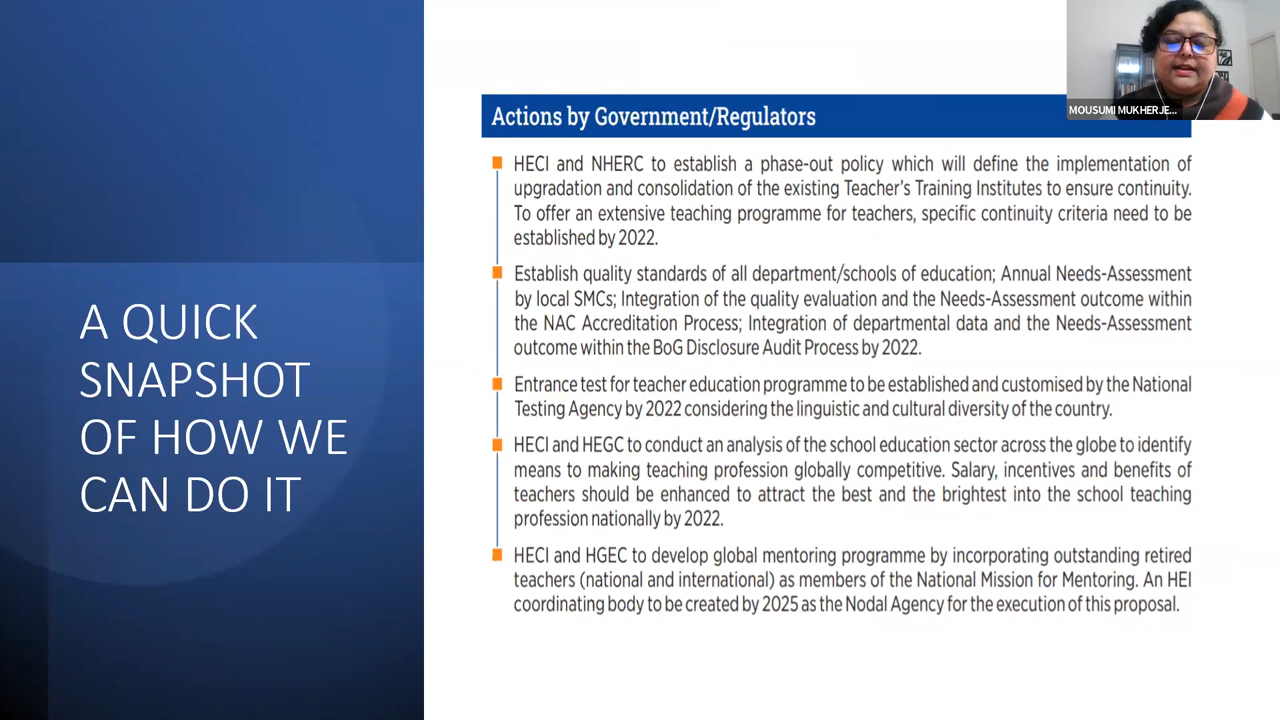 A QUICK
SNAPSHOT
OF HOW WE
CAN DO IT
Actions by Government/Regulators
HECI and NHERC to establish a phase-out policy which will define the implementation of
upgradation and consolidation of the existing Teacher's Training Institutes to ensure continuity.
To offer an extensive teaching programme for teachers, specific continuity criteria need to be
established by 2022.
Establish quality standards of all department/schools of education; Annual Needs-Assessment
by local SMCs; Integration of the quality evaluation and the Needs-Assessment outcome within
the NAC Accreditation Process; Integration of departmental data and the Needs-Assessment
outcome within the BoG Disclosure Audit Process by 2022.
Entrance test for teacher education programme to be established and customised by the National
Testing Agency by 2022 considering the linguistic and cultural diversity of the country.
HECI and HEGC to conduct an analysis of the school education sector across the globe to identify
means to making teaching profession globally competitive. Salary, incentives and benefits of
teachers should be enhanced to attract the best and the brightest into the school teaching
profession nationally by 2022.
HECI and HGEC to develop global mentoring programme by incorporating outstanding retired
teachers (national and international) as members of the National Mission for Mentoring. An HEI
coordinating body to be created by 2025 as the Nodal Agency for the execution of this proposal.
MOUSUMI MUKHERJE...